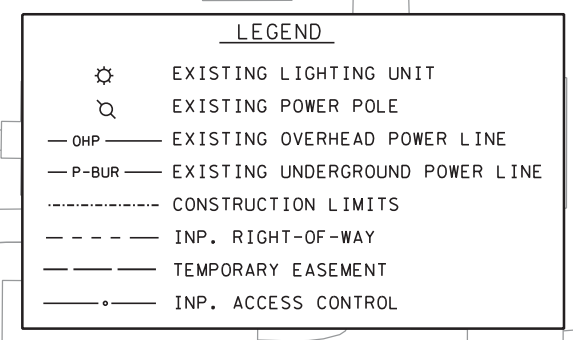 LEGEND
EXISTING LIGHTING UNIT
EXISTING POWER POLE
OHP EXISTING OVERHEAD POWER LINE
P-BUR EXISTING UNDERGROUND POWER LINE
CONSTRUCTION LIMITS
INP. RIGHT-OF-WAY
TEMPORARY EASEMENT
INP. ACCESS CONTROL